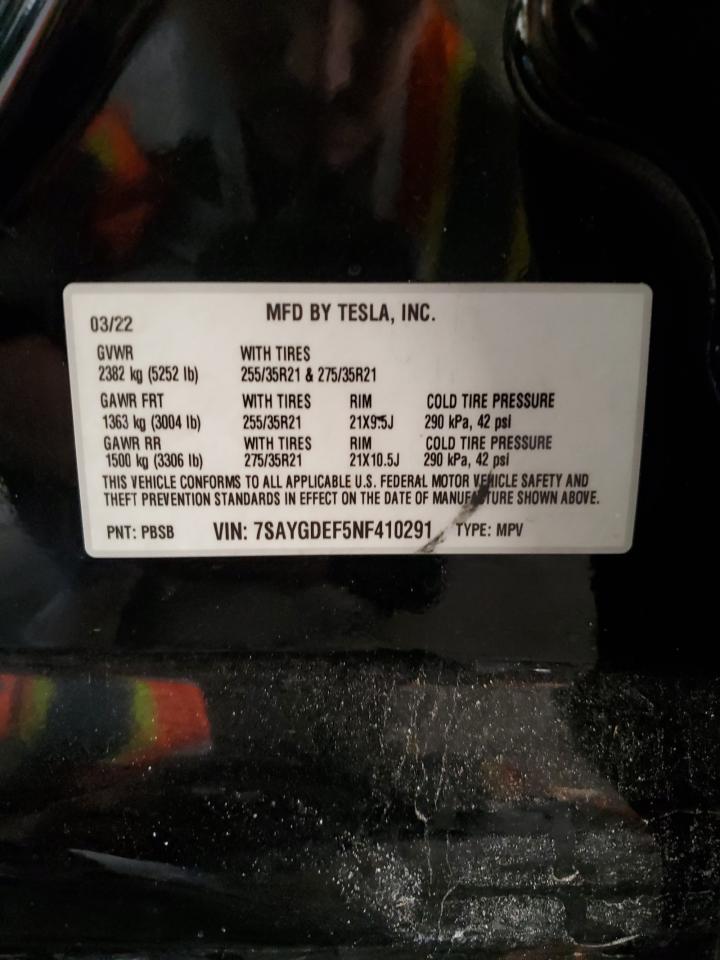 MFD BY TESLA, INC.
03/22
GVWR WITH TIRES
2382 kg (5252 lb) 255/35R21 & 275/35R21
GAWR FRT WITH TIRES RIM COLD TIRE PRESSURE
1363 kg (3004 lb) 255/35R21 21X9.5J 290 kPa, 42 psi
GAWR RR WITH TIRES RIM COLD TIRE PRESSURE
1500 kg (3306 lb) 275/35R21 21X10.5J 290 kPa, 42 psi
THIS VEHICLE CONFORMS TO ALL APPLICABLE U.S. FEDERAL MOTOR VEHICLE SAFETY AND
THEFT PREVENTION STANDARDS IN EFFECT ON THE DATE OF MANUFACTURE SHOWN ABOVE.
PNT: PBSB VIN: 7SAYGDEF5NF410291 TYPE: MPV